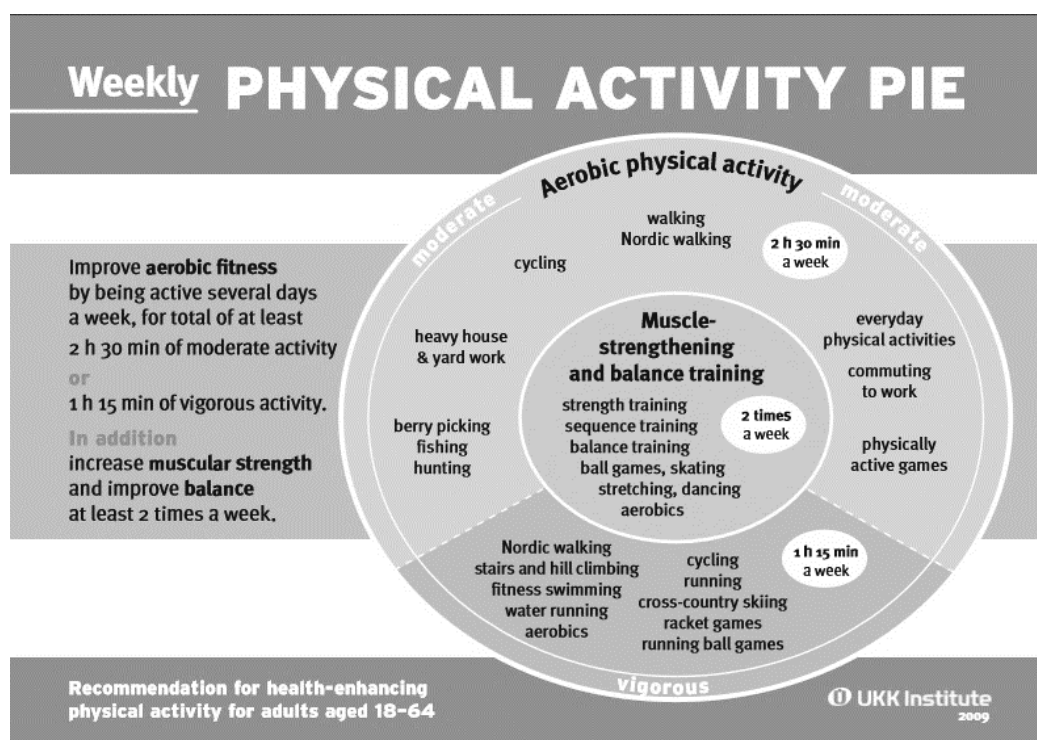 Weekly PHYSICAL ACTIVITY PIE
Improve aerobic fitness
by being active several days
a week, for total of at least
2 h 30 min of moderate activity
or
1 h 15 min of vigorous activity.
In addition
increase muscular strength
and improve balance
at least 2 times a week.
Aerobic physical activity
moderate
moderate
walking
Nordic walking
2 h 30 min
a week
cycling
heavy house
& yard work
berry picking
fishing
hunting
everyday
physical activities
commuting
to work
physically
active games
Muscle-
strengthening
and balance training
strength training
sequence training
balance training
ball games, skating
stretching, dancing
aerobics
2 times
a week
Nordic walking
stairs and hill climbing
fitness swimming
water running
aerobics
cycling
running
cross-country skiing
racket games
running ball games
1 h 15 min
a week
vigorous
Recommendation for health-enhancing
physical activity for adults aged 18–64
UKK Institute
2009